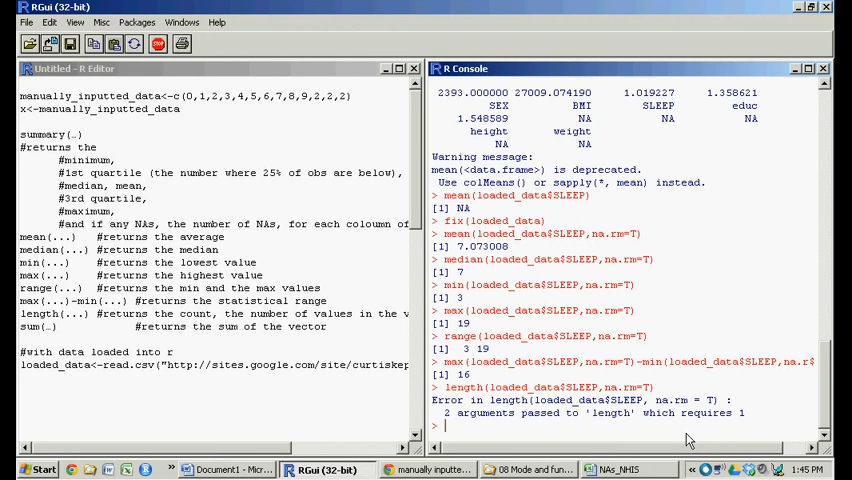 RGui (32-bit)
File Edit View Misc Packages Windows Help
Untitled - R Editor
manually_inputted_data<-c(0,1,2,3,4,5,6,7,8,9,2,2,2)
x<-manually_inputted_data
summary(…)
#returns the
#minimum,
#1st quartile (the number where 25% of obs are below),
#median, mean,
#3rd quartile,
#maximum,
#and if any NAs, the number of NAs, for each coloumn of
mean(...) #returns the average
median(...) #returns the median
min(...) #returns the lowest value
max(...) #returns the highest value
range(...) #returns the min and the max values
max(...)-min(...) #returns the statistical range
length(...) #returns the count, the number of values in the v
sum(…) #returns the sum of the vector
#with data loaded into r
loaded_data<-read.csv("http://sites.google.com/site/curtiskep
R Console
2393.000000 27009.074190 1.019227 1.358621
SEX BMI SLEEP educ
1.548589 NA NA NA
height weight
NA NA
Warning message:
mean(<data.frame>) is deprecated.
Use colMeans() or sapply(*, mean) instead.
> mean(loaded_data$SLEEP)
[1] NA
> fix(loaded_data)
> mean(loaded_data$SLEEP,na.rm=T)
[1] 7.073008
> median(loaded_data$SLEEP,na.rm=T)
[1] 7
> min(loaded_data$SLEEP,na.rm=T)
[1] 3
> max(loaded_data$SLEEP,na.rm=T)
[1] 19
> range(loaded_data$SLEEP,na.rm=T)
[1] 3 19
> max(loaded_data$SLEEP,na.rm=T)-min(loaded_data$SLEEP,na.r$
[1] 16
> length(loaded_data$SLEEP,na.rm=T)
Error in length(loaded_data$SLEEP, na.rm = T) :
2 arguments passed to 'length' which requires 1
>
Start » Document1 - Micr... RGui (32-bit) manually inputte... 08 Mode and fun... NAs_NHIS « 1:45 PM